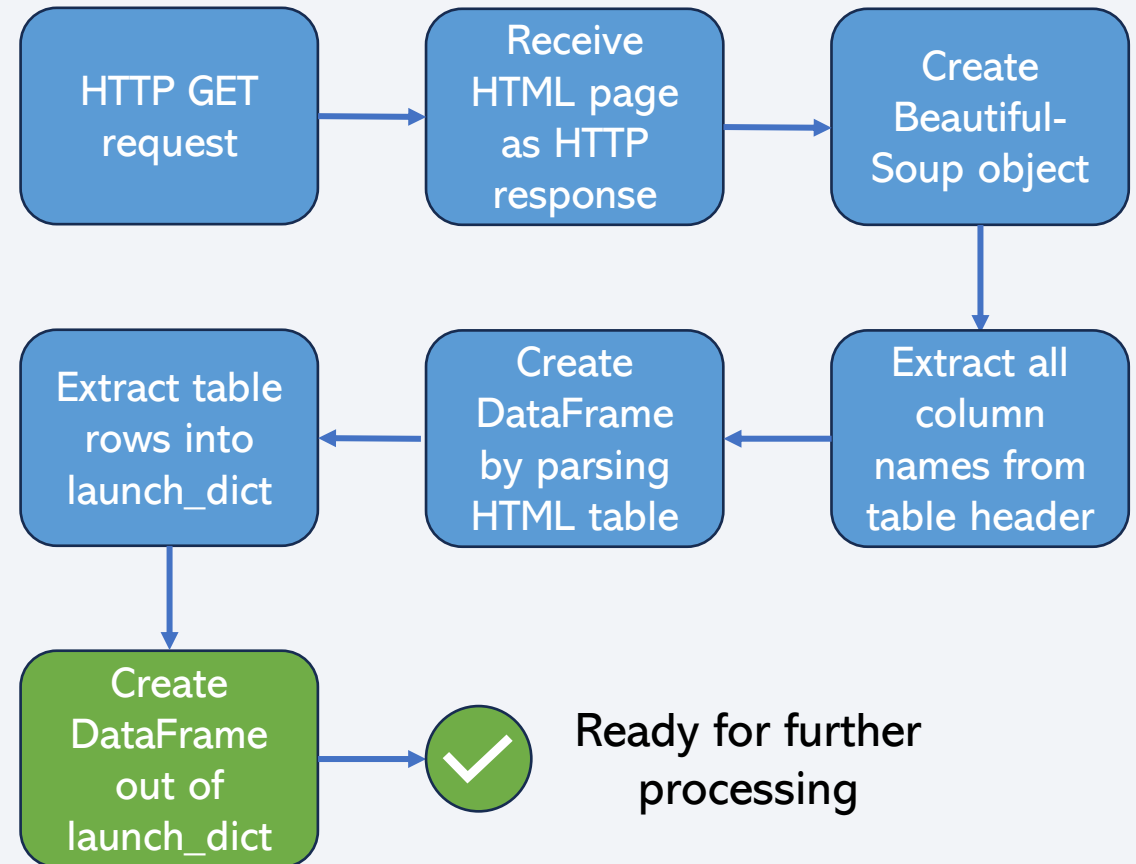 HTTP GET
request
Receive
HTML page
as HTTP
response
Create
Beautiful-
Soup object
Extract all
column
names from
table header
Create
DataFrame
by parsing
HTML table
Extract table
rows into
launch_dict
Create
DataFrame
out of
launch_dict
Ready for further
processing